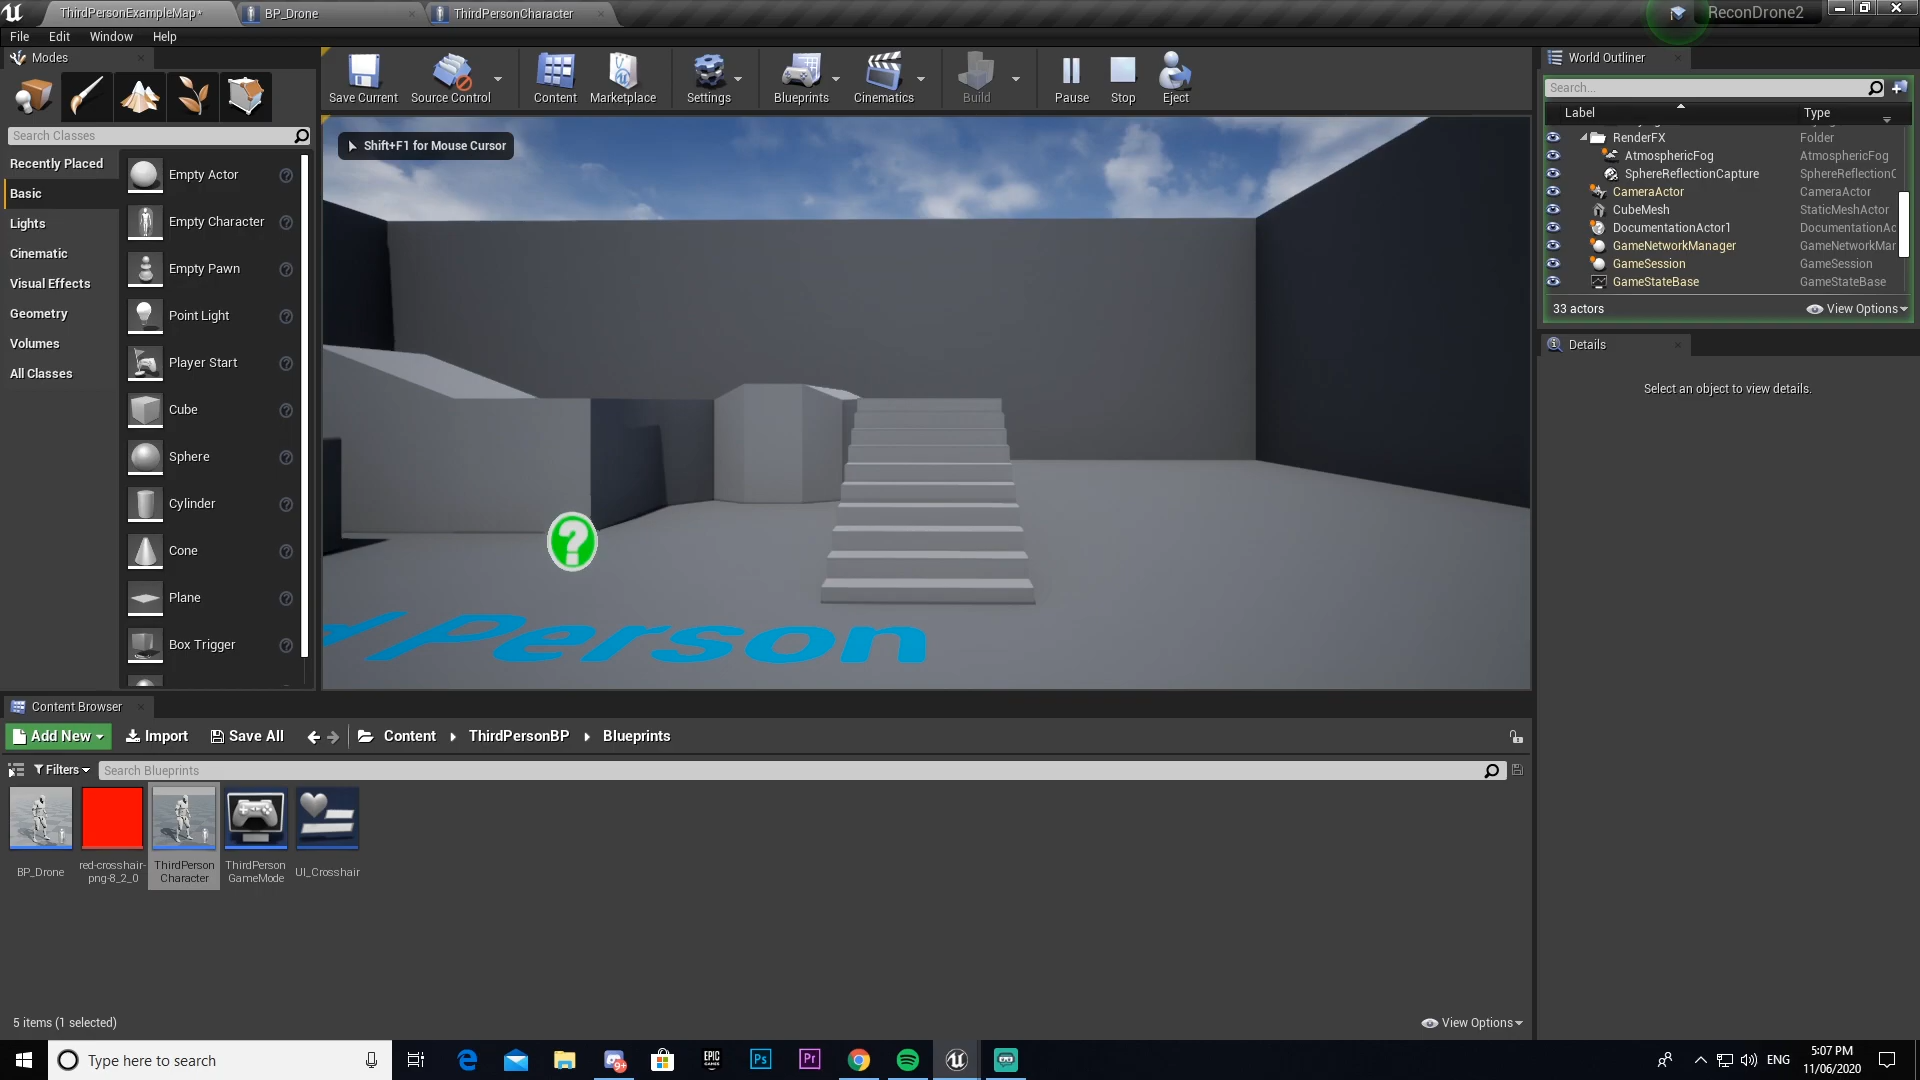 ThirdPersonExampleMap*
BP_Drone
ThirdPersonCharacter
ReconDrone2
File Edit Window Help
Modes
Save Current
Source Control
Content
Marketplace
Settings
Blueprints
Cinematics
Build
Pause
Stop
Eject
World Outliner
Search...
Label Type
RenderFX Folder
AtmosphericFog AtmosphericFog
SphereReflectionCapture SphereReflectionC
CameraActor CameraActor
CubeMesh StaticMeshActor
DocumentationActor1 DocumentationAc
GameNetworkManager GameNetworkMar
GameSession GameSession
GameStateBase GameStateBase
33 actors
View Options
Details
Select an object to view details.
Search Classes
Recently Placed
Basic
Lights
Cinematic
Visual Effects
Geometry
Volumes
All Classes
Empty Actor
Empty Character
Empty Pawn
Point Light
Player Start
Cube
Sphere
Cylinder
Cone
Plane
Box Trigger
Shift+F1 for Mouse Cursor
?
Person
Content Browser
Add New
Import
Save All
Content
ThirdPersonBP
Blueprints
Filters
Search Blueprints
BP_Drone
red-crosshair-
png-8_2_0
ThirdPerson
Character
ThirdPerson
GameMode
UI_Crosshair
5 items (1 selected)
View Options
Type here to search
9+
EPIC
GAMES
Ps
Pr
ENG
5:07 PM
11/06/2020